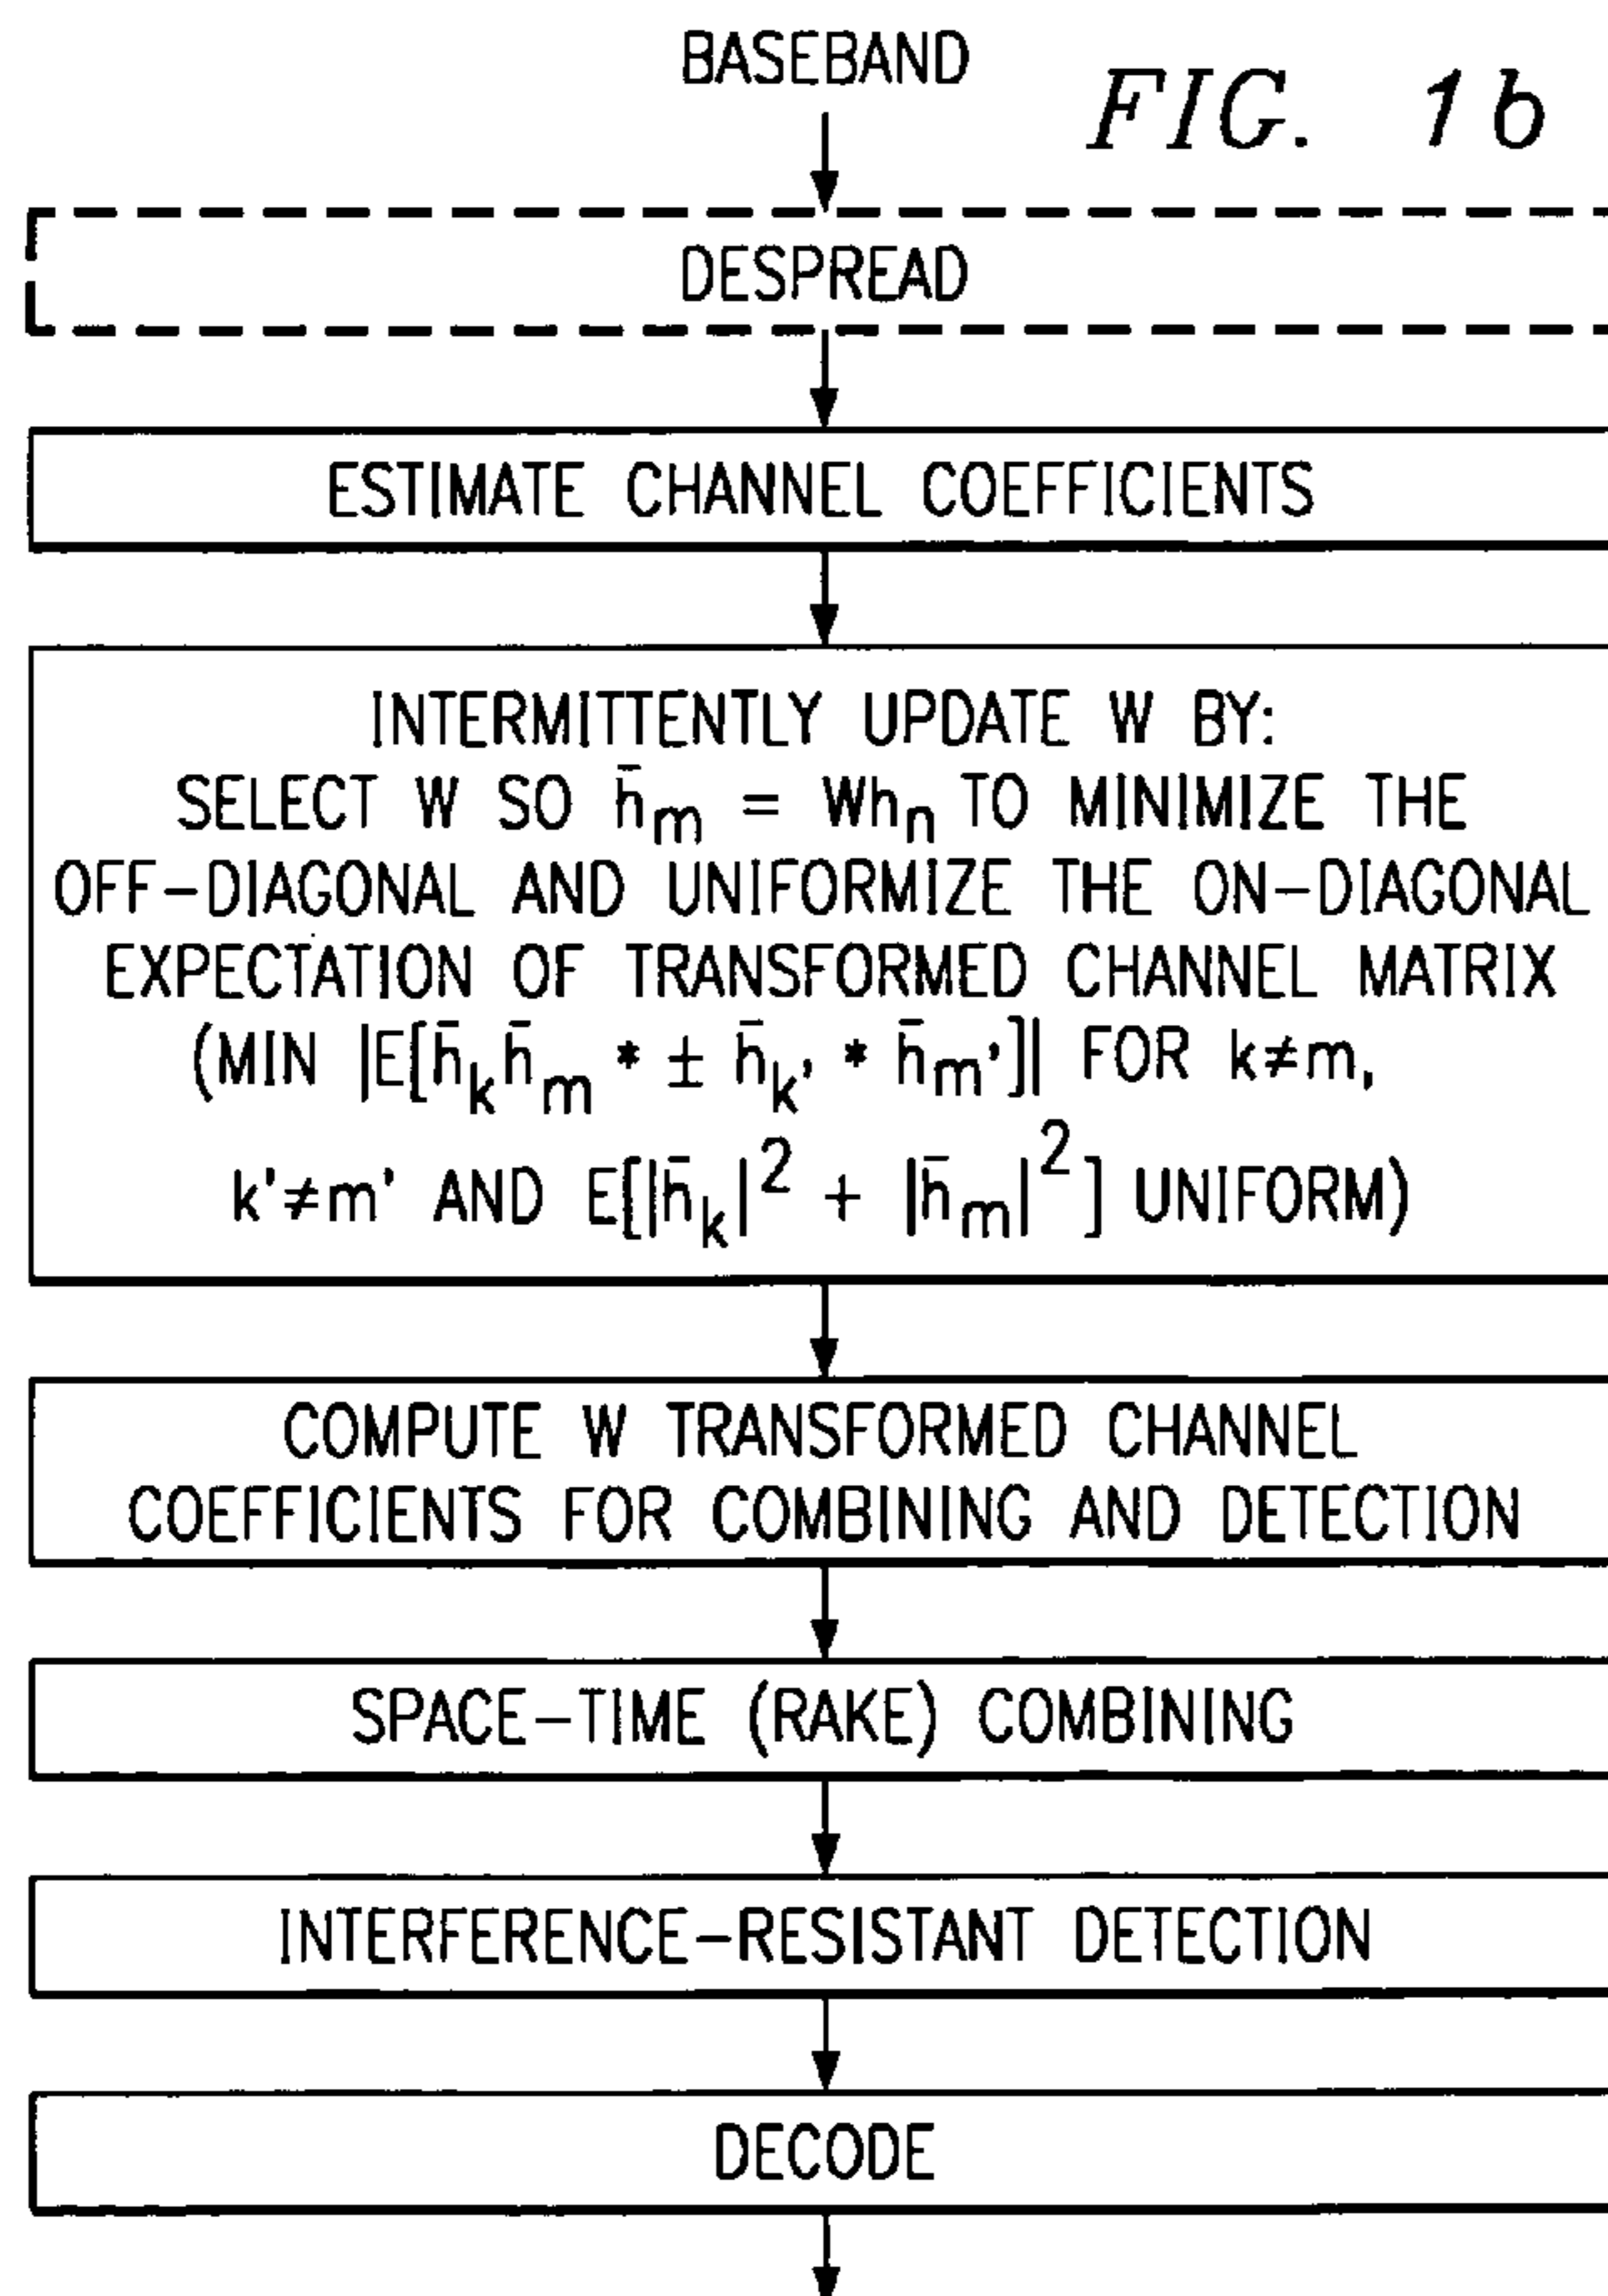 BASEBAND
FIG. 1b
DESPREAD
ESTIMATE CHANNEL COEFFICIENTS
INTERMITTENTLY UPDATE W BY:
SELECT W SO h̄m = Whn TO MINIMIZE THE
OFF-DIAGONAL AND UNIFORMIZE THE ON-DIAGONAL
EXPECTATION OF TRANSFORMED CHANNEL MATRIX
(MIN |E[h̄kh̄m * ± h̄k' * h̄m']| FOR k≠m,
k'≠m' AND E[|h̄k|² + |h̄m|²] UNIFORM)
COMPUTE W TRANSFORMED CHANNEL
COEFFICIENTS FOR COMBINING AND DETECTION
SPACE-TIME (RAKE) COMBINING
INTERFERENCE-RESISTANT DETECTION
DECODE